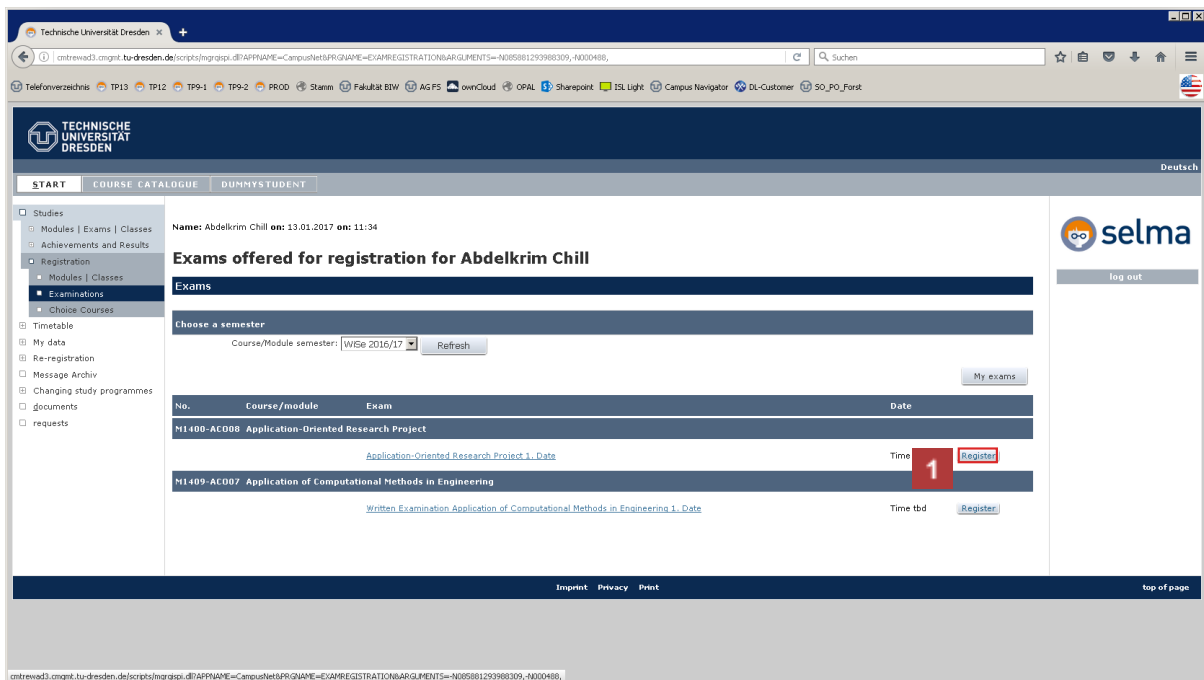 Technische Universität Dresden × +
cmtrewad3.cmgmt.tu-dresden.de/scripts/mgrqispi.dll?APPNAME=CampusNet&PRGNAME=EXAMREGISTRATION&ARGUMENTS=-N085881293988309,-N000488,
Suchen
Telefonverzeichnis TP13 TP12 TP9-1 TP9-2 PROD Stamm Fakultät BIW AG FS ownCloud OPAL Sharepoint ISL Light Campus Navigator DL-Customer SO_PO_Forst
TECHNISCHE
UNIVERSITÄT
DRESDEN
Deutsch
START COURSE CATALOGUE DUMMYSTUDENT
Studies
Modules | Exams | Classes
Achievements and Results
Registration
Modules | Classes
Examinations
Choice Courses
Timetable
My data
Re-registration
Message Archiv
Changing study programmes
documents
requests
Name: Abdelkrim Chill on: 13.01.2017 on: 11:34
Exams offered for registration for Abdelkrim Chill
Exams
Choose a semester
Course/Module semester: WiSe 2016/17 Refresh
My exams
No. Course/module Exam Date
M1400-ACO08 Application-Oriented Research Project
Application-Oriented Research Project 1. Date Time 1 Register
M1409-ACO07 Application of Computational Methods in Engineering
Written Examination Application of Computational Methods in Engineering 1. Date Time tbd Register
selma
log out
Imprint Privacy Print top of page
cmtrewad3.cmgmt.tu-dresden.de/scripts/mgrqispi.dll?APPNAME=CampusNet&PRGNAME=EXAMREGISTRATION&ARGUMENTS=-N085881293988309,-N000488,